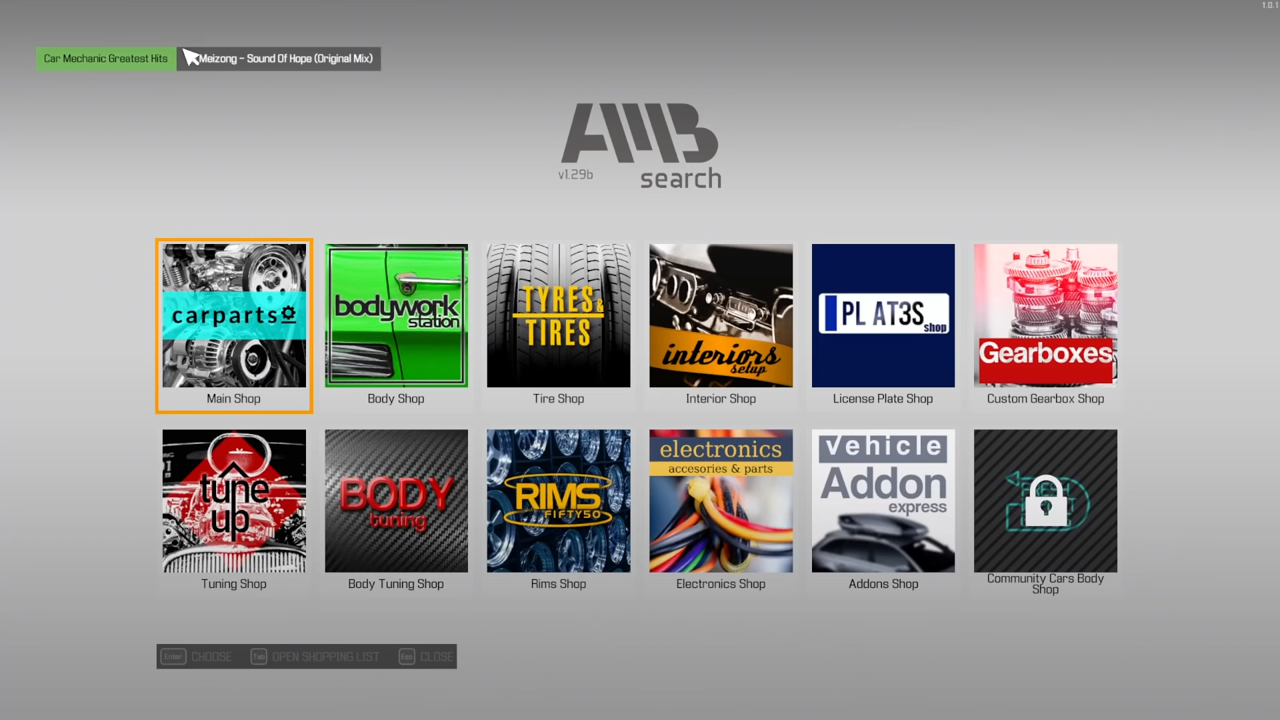 1.0.1
Car Mechanic Greatest Hits
Meizong - Sound Of Hope (Original Mix)
AMB
v1.29b
search
carparts
bodywork
station
TYRES&
TIRES
interiors
setup
PL AT3S
shop
Gearboxes
Main Shop
Body Shop
Tire Shop
Interior Shop
License Plate Shop
Custom Gearbox Shop
tune
up
BODY
tuning
RIMS
FIFTY50
electronics
accesories & parts
vehicle
Addon
express
Tuning Shop
Body Tuning Shop
Rims Shop
Electronics Shop
Addons Shop
Community Cars Body
Shop
Enter CHOOSE Tab OPEN SHOPPING LIST Esc CLOSE